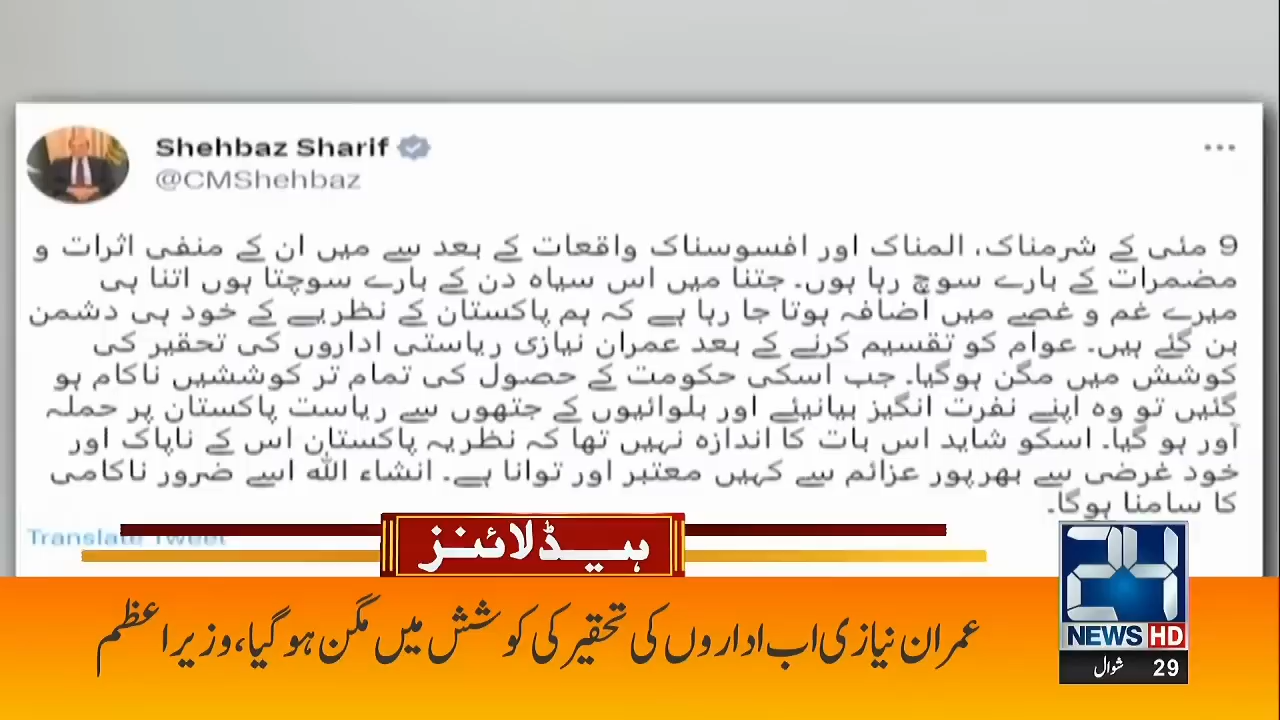 Shehbaz Sharif
@CMShehbaz
9 مئی کے شرمناک، المناک اور افسوسناک واقعات کے بعد سے میں ان کے منفی اثرات و
مضمرات کے بارے سوچ رہا ہوں۔ جتنا میں اس سیاہ دن کے بارے سوچتا ہوں اتنا ہی
میرے غم و غصے میں اضافہ ہوتا جا رہا ہے کہ ہم پاکستان کے نظریے کے خود ہی دشمن
بن گئے ہیں۔ عوام کو تقسیم کرنے کے بعد عمران نیازی ریاستی اداروں کی تحقیر کی
کوشش میں مگن ہوگیا۔ جب اسکی حکومت کے حصول کی تمام تر کوششیں ناکام ہو
گئیں تو وہ اپنے نفرت انگیز بیانیئے اور بلوائیوں کے جتھوں سے ریاست پاکستان پر حملہ
آور ہو گیا۔ اسکو شاید اس بات کا اندازہ نہیں تھا کہ نظریہ پاکستان اس کے ناپاک اور
خود غرضی سے بھرپور عزائم سے کہیں معتبر اور توانا ہے۔ انشاء اللہ اسے ضرور ناکامی
کا سامنا ہوگا۔
Translate Tweet
ہیڈلائنز
عمران نیازی اب اداروں کی تحقیر کی کوشش میں مگن ہو گیا، وزیراعظم
24
NEWS HD
29 شوال